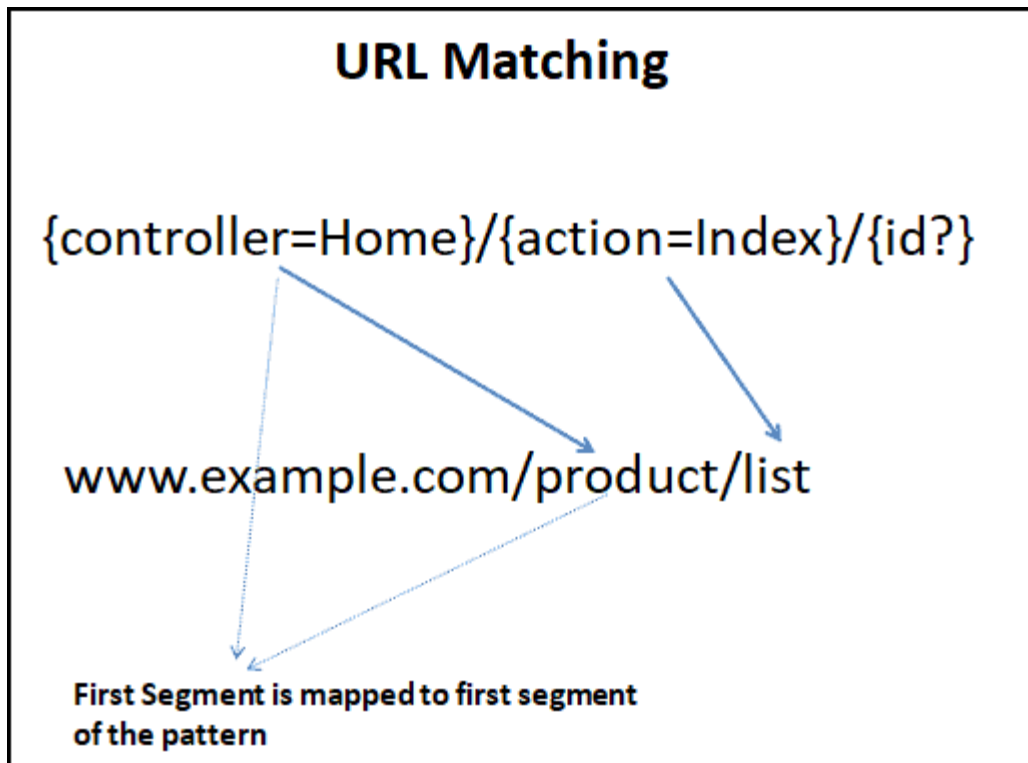 URL Matching
{controller=Home}/{action=Index}/{id?}
www.example.com/product/list
First Segment is mapped to first segment
of the pattern